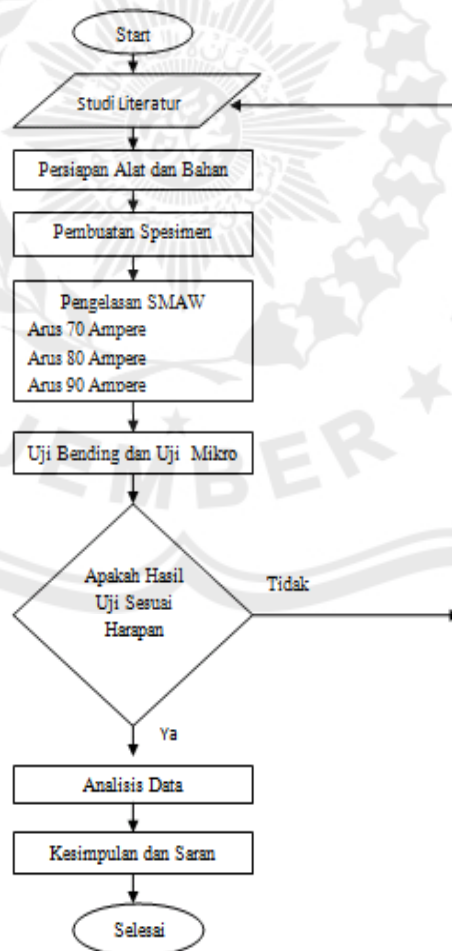 Start
Studi Literatur
Persiapan Alat dan Bahan
Pembuatan Spesimen
Pengelasan SMAW
Arus 70 Ampere
Arus 80 Ampere
Arus 90 Ampere
Uji Bending dan Uji Mikro
JEMBER
Apakah Hasil
Uji Sesuai
Harapan
Tidak
Ya
Analisis Data
Kesimpulan dan Saran
Selesai